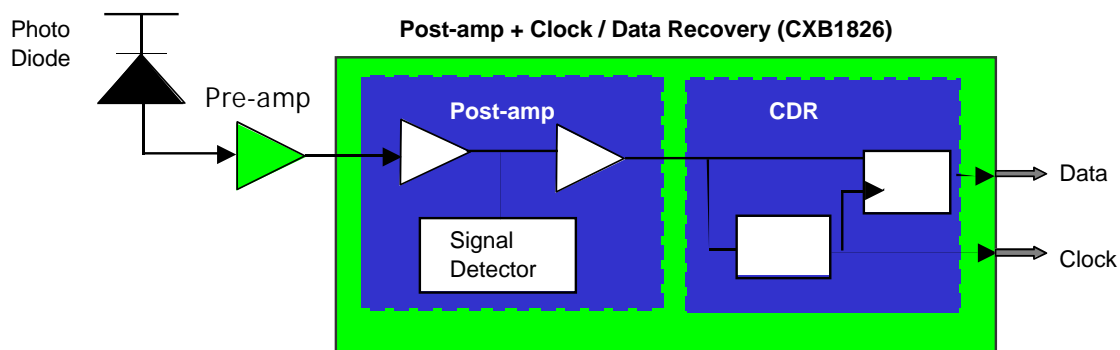 Photo
Diode
Post-amp + Clock / Data Recovery (CXB1826)
Pre-amp
Post-amp
CDR
Signal
Detector
Data
Clock